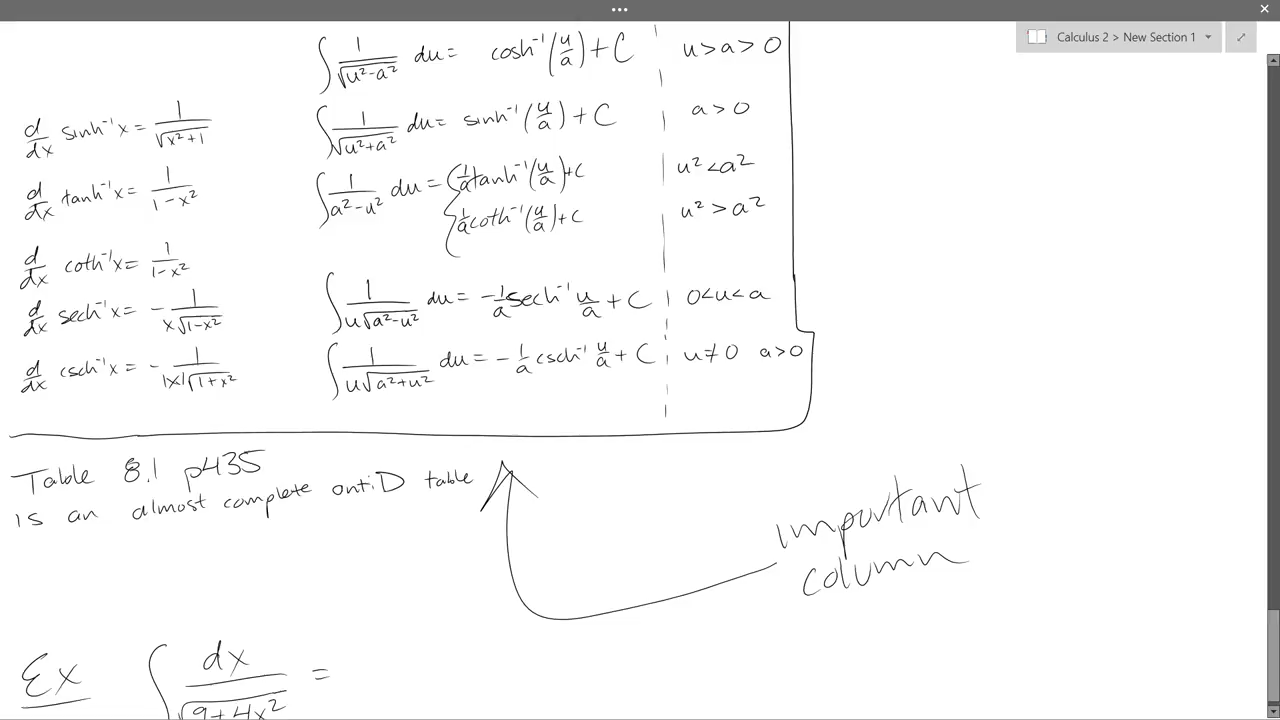 Calculus 2 > New Section 1
∫ 1/√(u²-a²) du = cosh⁻¹(u/a) + C  u > a > 0
d/dx sinh⁻¹x = 1/√(x²+1)  ∫ 1/√(u²+a²) du = sinh⁻¹(u/a) + C  a > 0
d/dx tanh⁻¹x = 1/(1-x²)  ∫ 1/(a²-u²) du = { 1/a tanh⁻¹(u/a) + C  u² < a²
1/a coth⁻¹(u/a) + C  u² > a²
d/dx coth⁻¹x = 1/(1-x²)
d/dx sech⁻¹x = - 1/(x√(1-x²))  ∫ 1/(u√(a²-u²)) du = -1/a sech⁻¹ u/a + C  0 < u < a
d/dx csch⁻¹x = - 1/(|x|√(1+x²))  ∫ 1/(u√(a²+u²)) du = - 1/a csch⁻¹ u/a + C  u ≠ 0  a > 0
Table 8.1 p435
is an almost complete antiD table
important
column
Ex  ∫ dx/√(9+4x²) =